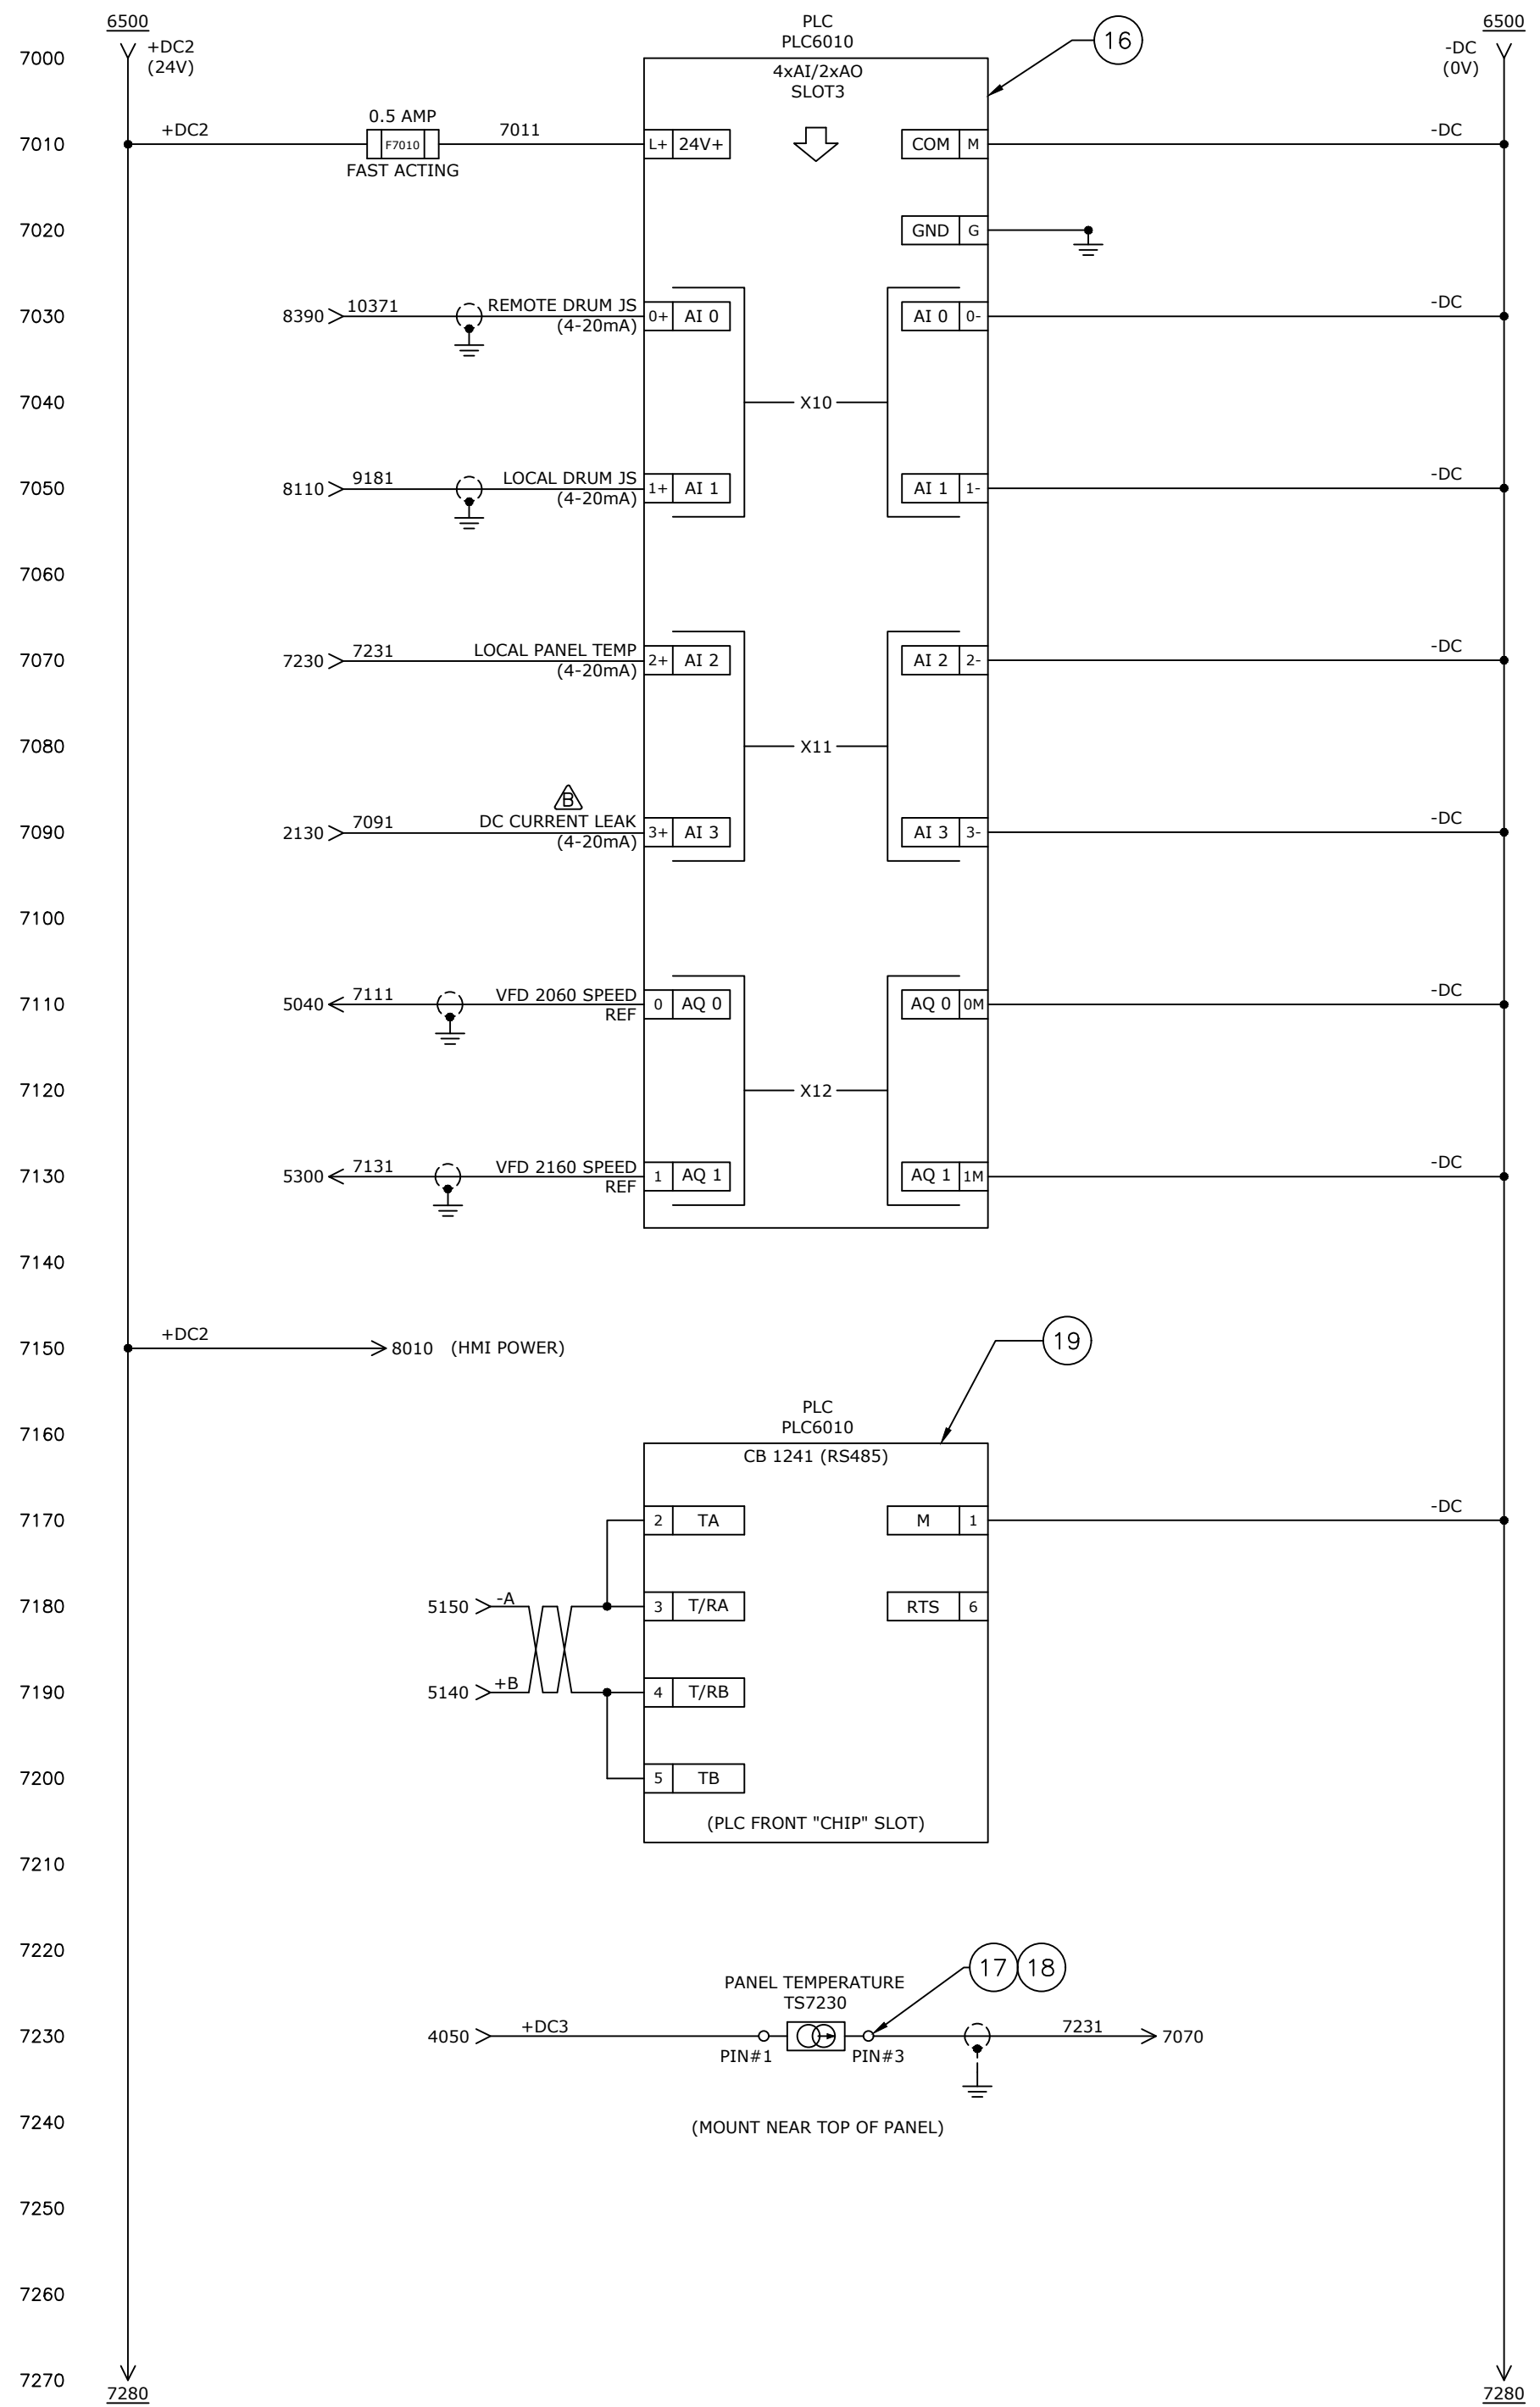 6500
PLC
PLC6010
16
6500
7000
+DC2
(24V)
4xAI/2xAO
SLOT3
-DC
(0V)
7010
+DC2
0.5 AMP
F7010
FAST ACTING
7011
L+ 24V+
COM M
-DC
7020
GND G
7030
8390
10371
REMOTE DRUM JS
(4-20mA)
0+ AI 0
AI 0 0-
-DC
7040
X10
7050
8110
9181
LOCAL DRUM JS
(4-20mA)
1+ AI 1
AI 1 1-
-DC
7060
7070
7230
7231
LOCAL PANEL TEMP
(4-20mA)
2+ AI 2
AI 2 2-
-DC
7080
X11
B
7090
2130
7091
DC CURRENT LEAK
(4-20mA)
3+ AI 3
AI 3 3-
-DC
7100
7110
5040
7111
VFD 2060 SPEED
REF
0 AQ 0
AQ 0 0M
-DC
7120
X12
7130
5300
7131
VFD 2160 SPEED
REF
1 AQ 1
AQ 1 1M
-DC
7140
7150
+DC2
8010 (HMI POWER)
19
7160
PLC
PLC6010
CB 1241 (RS485)
7170
2 TA
M 1
-DC
7180
5150
-A
3 T/RA
RTS 6
7190
5140
+B
4 T/RB
7200
5 TB
(PLC FRONT "CHIP" SLOT)
7210
7220
17 18
PANEL TEMPERATURE
TS7230
7230
4050
+DC3
PIN#1
PIN#3
7231
7070
7240
(MOUNT NEAR TOP OF PANEL)
7250
7260
7270
7280
7280